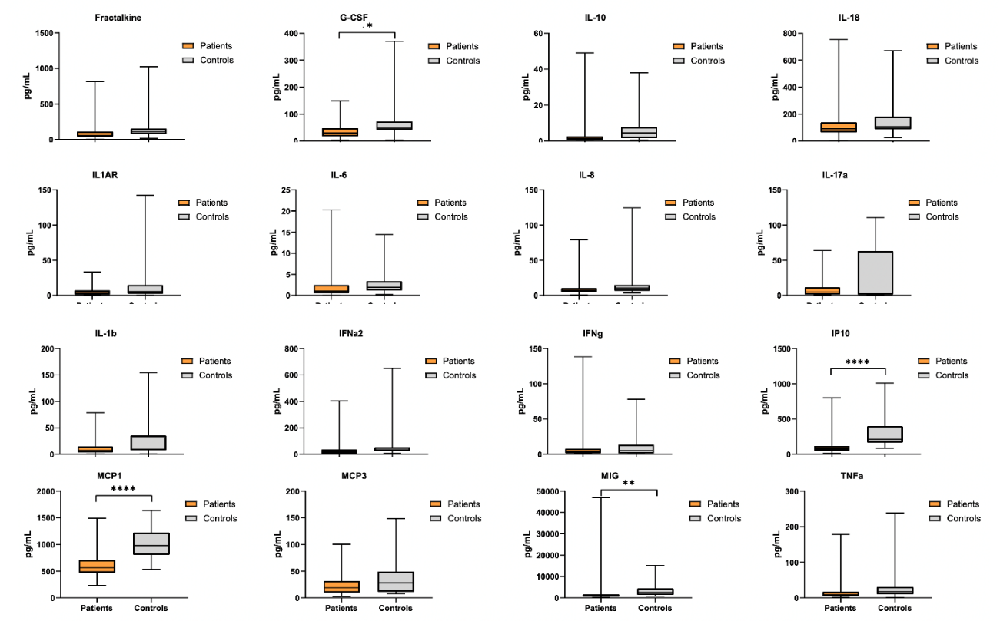 Fractalkine
1500
1000
500
0
pg/mL
Patients
Controls
G-CSF
*
400
300
200
100
0
pg/mL
Patients
Controls
IL-10
60
40
20
0
pg/mL
Patients
Controls
IL-18
800
600
400
200
0
pg/mL
Patients
Controls
IL1AR
150
100
50
0
pg/mL
Patients
Controls
IL-6
25
20
15
10
5
0
pg/mL
Patients
Controls
IL-8
150
100
50
0
pg/mL
Patients
Controls
IL-17a
150
100
50
0
pg/mL
Patients
Controls
IL-1b
200
150
100
50
0
pg/mL
Patients
Controls
IFNa2
800
600
400
200
0
pg/mL
Patients
Controls
IFNg
150
100
50
0
pg/mL
Patients
Controls
IP10
****
1500
1000
500
0
pg/mL
Patients
Controls
MCP1
****
2000
1500
1000
500
0
pg/mL
Patients
Controls
Patients Controls
MCP3
200
150
100
50
0
pg/mL
Patients
Controls
Patients Controls
MIG
**
50000
40000
30000
20000
10000
0
pg/mL
Patients
Controls
Patients Controls
TNFa
300
200
100
0
pg/mL
Patients
Controls
Patients Controls